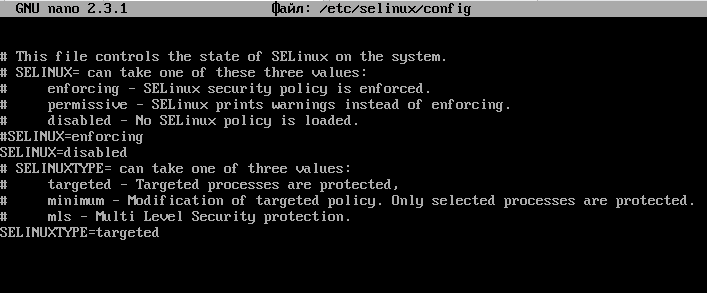 GNU nano 2.3.1 Файл: /etc/selinux/config
# This file controls the state of SELinux on the system.
# SELINUX= can take one of these three values:
#     enforcing - SELinux security policy is enforced.
#     permissive - SELinux prints warnings instead of enforcing.
#     disabled - No SELinux policy is loaded.
#SELINUX=enforcing
SELINUX=disabled
# SELINUXTYPE= can take one of three values:
#     targeted - Targeted processes are protected,
#     minimum - Modification of targeted policy. Only selected processes are protected.
#     mls - Multi Level Security protection.
SELINUXTYPE=targeted